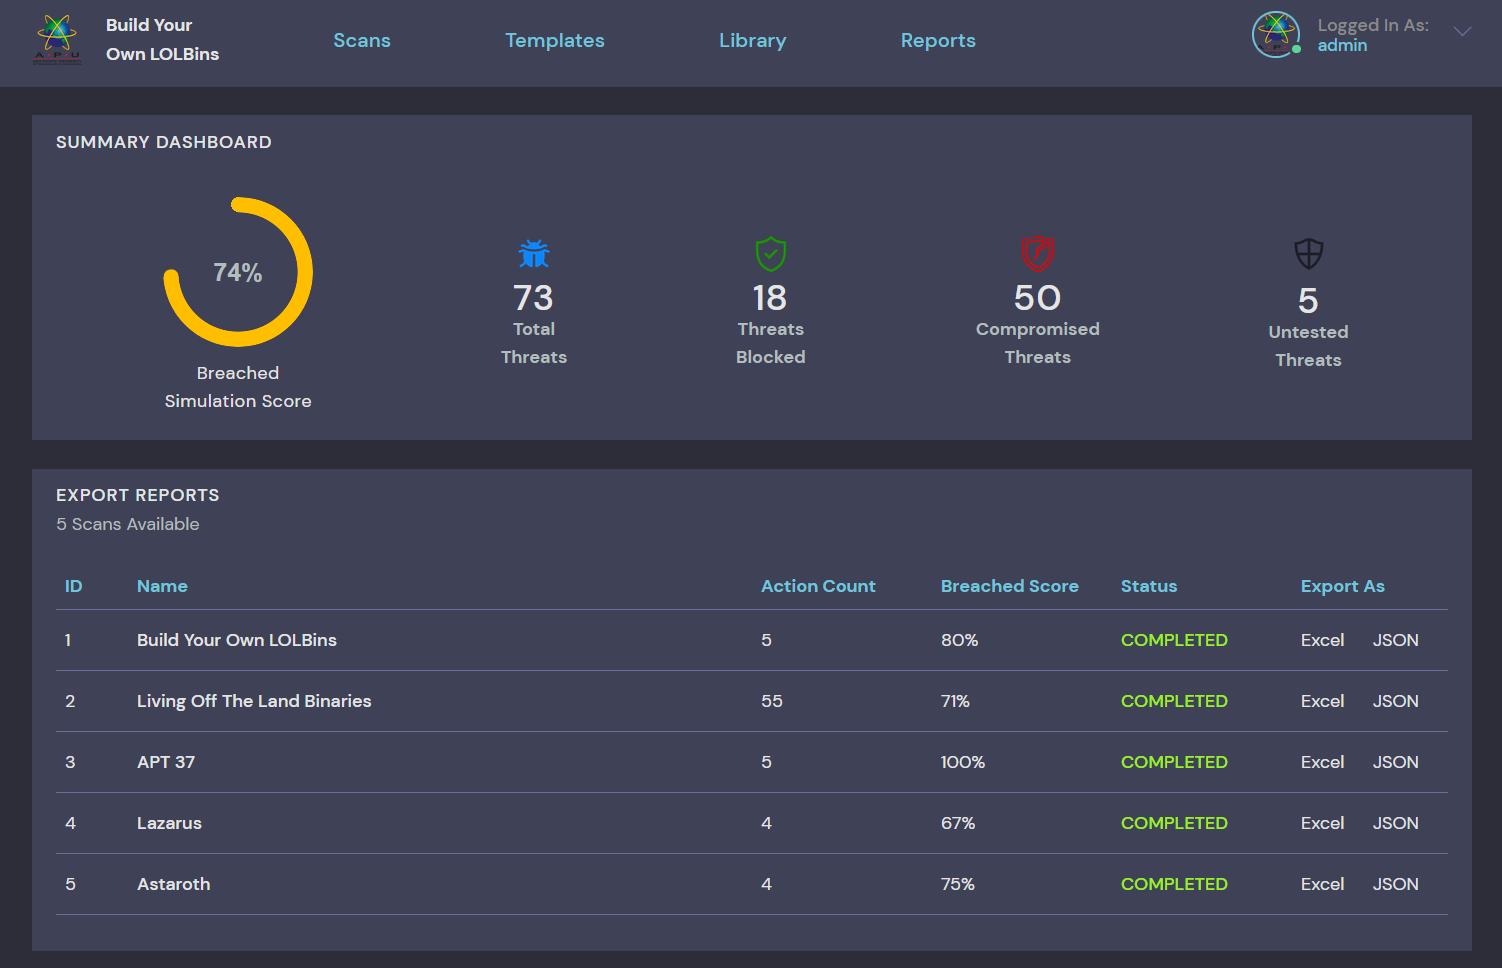 Build Your
Own LOLBins
A · P · U
Scans
Templates
Library
Reports
Logged In As:
admin
SUMMARY DASHBOARD
74%
Breached
Simulation Score
73
Total
Threats
18
Threats
Blocked
50
Compromised
Threats
5
Untested
Threats
EXPORT REPORTS
5 Scans Available
ID Name Action Count Breached Score Status Export As
1 Build Your Own LOLBins 5 80% COMPLETED Excel JSON
2 Living Off The Land Binaries 55 71% COMPLETED Excel JSON
3 APT 37 5 100% COMPLETED Excel JSON
4 Lazarus 4 67% COMPLETED Excel JSON
5 Astaroth 4 75% COMPLETED Excel JSON